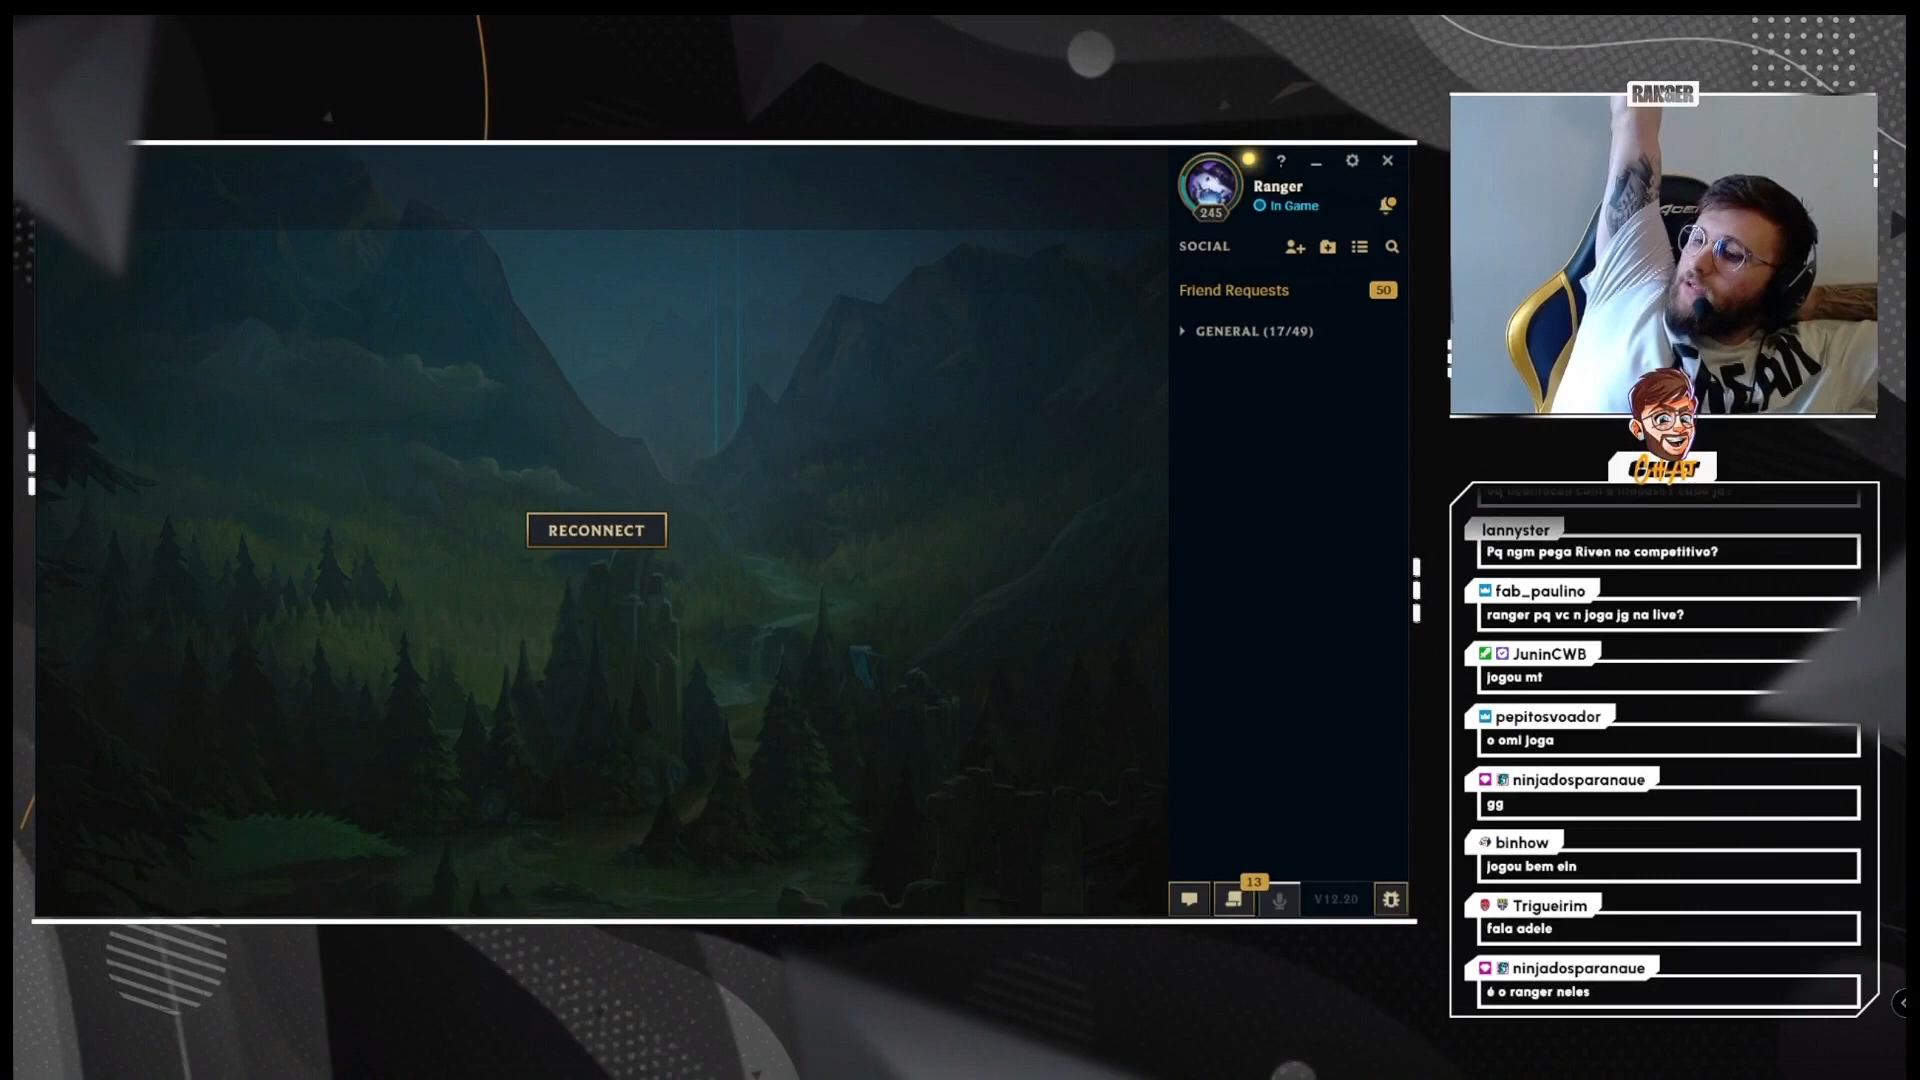 RANGER
Ranger
245
In Game
SOCIAL
Friend Requests
50
GENERAL (17/49)
RECONNECT
13
V12.20
CHAT
lannyster
Pq ngm pega Riven no competitivo?
fab_paulino
ranger pq vc n joga jg na live?
JuninCWB
jogou mt
pepitosvoador
o omi joga
ninjadosparanaue
gg
binhow
jogou bem ein
Trigueirim
fala adele
ninjadosparanaue
é o ranger neles